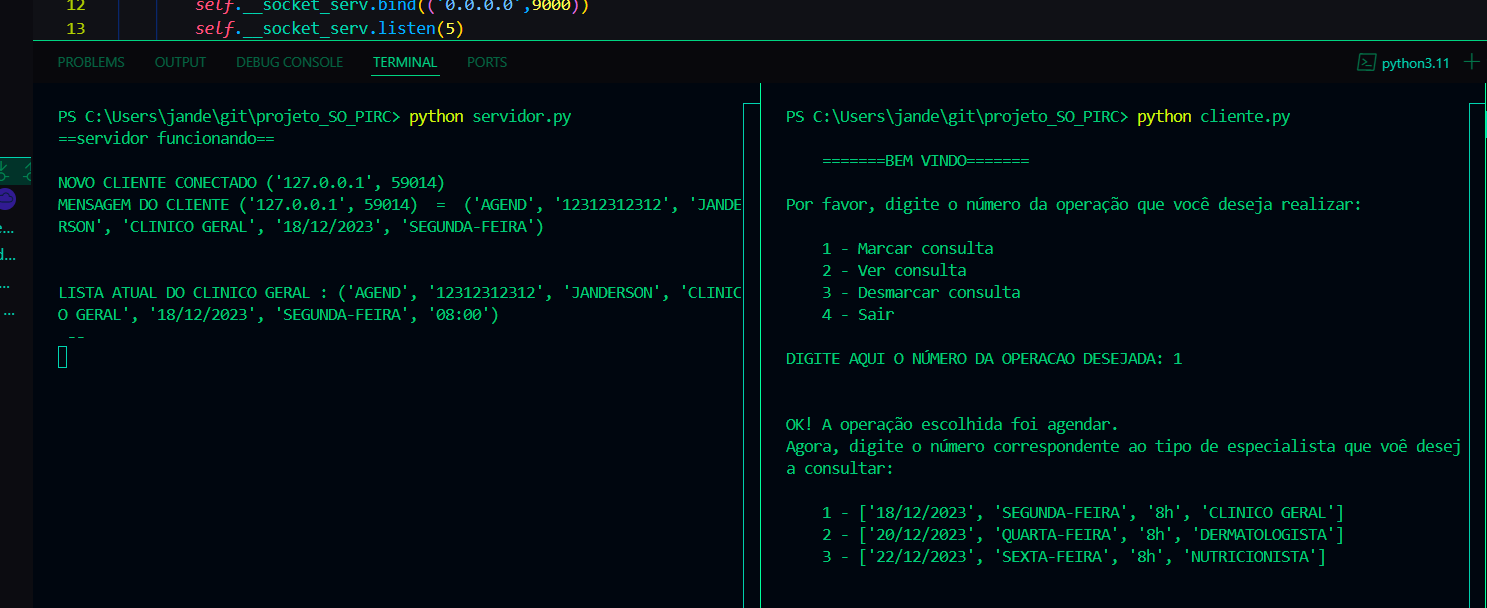 12 self.__socket_serv.bind(('0.0.0.0',9000))
13 self.__socket_serv.listen(5)
PROBLEMS OUTPUT DEBUG CONSOLE TERMINAL PORTS
python3.11
PS C:\Users\jande\git\projeto_SO_PIRC> python servidor.py
==servidor funcionando==
NOVO CLIENTE CONECTADO ('127.0.0.1', 59014)
MENSAGEM DO CLIENTE ('127.0.0.1', 59014) = ('AGEND', '12312312312', 'JANDE
RSON', 'CLINICO GERAL', '18/12/2023', 'SEGUNDA-FEIRA')
LISTA ATUAL DO CLINICO GERAL : ('AGEND', '12312312312', 'JANDERSON', 'CLINIC
O GERAL', '18/12/2023', 'SEGUNDA-FEIRA', '08:00')
--
PS C:\Users\jande\git\projeto_SO_PIRC> python cliente.py
=======BEM VINDO=======
Por favor, digite o número da operação que você deseja realizar:
1 - Marcar consulta
2 - Ver consulta
3 - Desmarcar consulta
4 - Sair
DIGITE AQUI O NÚMERO DA OPERACAO DESEJADA: 1
OK! A operação escolhida foi agendar.
Agora, digite o número correspondente ao tipo de especialista que voê desej
a consultar:
1 - ['18/12/2023', 'SEGUNDA-FEIRA', '8h', 'CLINICO GERAL']
2 - ['20/12/2023', 'QUARTA-FEIRA', '8h', 'DERMATOLOGISTA']
3 - ['22/12/2023', 'SEXTA-FEIRA', '8h', 'NUTRICIONISTA']